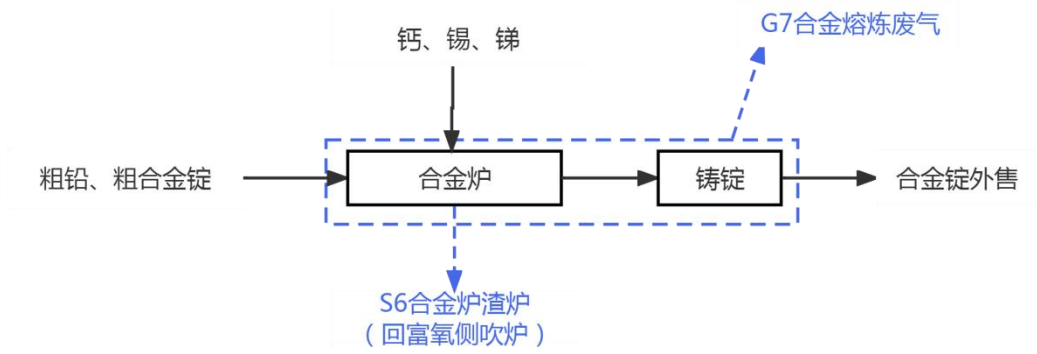 G7合金熔炼废气
钙、锡、锑
粗铅、粗合金锭
合金炉
铸锭
合金锭外售
S6合金炉渣炉
（回富氧侧吹炉）